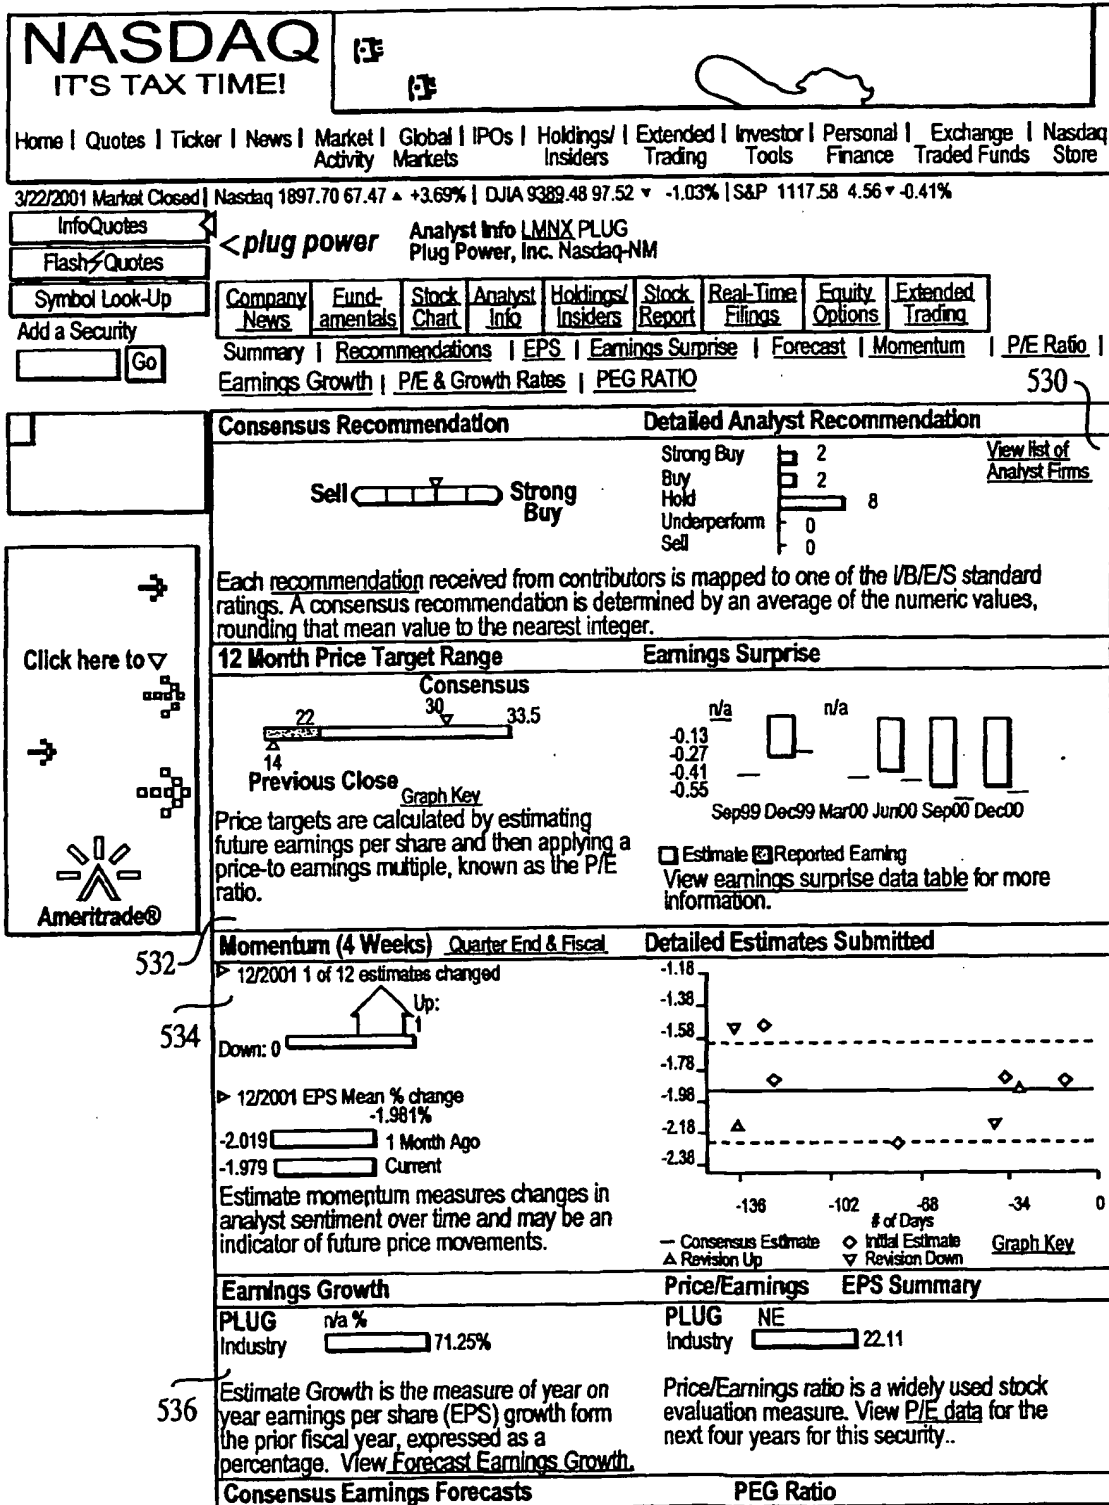 NASDAQ
IT'S TAX TIME!
Home | Quotes | Ticker | News | Market Activity | Global Markets | IPOs | Holdings/ Insiders | Extended Trading | Investor Tools | Personal Finance | Exchange Traded Funds | Nasdaq Store
3/22/2001 Market Closed | Nasdaq 1897.70 67.47 ▲ +3.69% | DJIA 9389.48 97.52 ▼ -1.03% | S&P 1117.58 4.56 ▼ -0.41%
InfoQuotes
Flash⚡Quotes
Symbol Look-Up
Add a Security
Go
< plug power
Analyst Info LMNX PLUG
Plug Power, Inc. Nasdaq-NM
Company News
Fund-amentals
Stock Chart
Analyst Info
Holdings/ Insiders
Stock Report
Real-Time Filings
Equity Options
Extended Trading
Summary | Recommendations | EPS | Earnings Surprise | Forecast | Momentum | P/E Ratio |
Earnings Growth | P/E & Growth Rates | PEG RATIO
530
Consensus Recommendation
Sell
Strong Buy
Detailed Analyst Recommendation
Strong Buy 2
Buy 2
Hold 8
Underperform 0
Sell 0
View list of
Analyst Firms
Each recommendation received from contributors is mapped to one of the I/B/E/S standard
ratings. A consensus recommendation is determined by an average of the numeric values,
rounding that mean value to the nearest integer.
Click here to ▽
Ameritrade®
12 Month Price Target Range
Consensus
22
30
33.5
14
Previous Close
Graph Key
Price targets are calculated by estimating
future earnings per share and then applying a
price-to earnings multiple, known as the P/E
ratio.
532
Earnings Surprise
n/a
n/a
-0.13
-0.27
-0.41
-0.55
Sep99 Dec99 Mar00 Jun00 Sep00 Dec00
Estimate Reported Earning
View earnings surprise data table for more
information.
Momentum (4 Weeks) Quarter End & Fiscal
12/2001 1 of 12 estimates changed
534
Up:
1
Down: 0
12/2001 EPS Mean % change
-1.981%
-2.019 1 Month Ago
-1.979 Current
Estimate momentum measures changes in
analyst sentiment over time and may be an
indicator of future price movements.
Detailed Estimates Submitted
-1.18
-1.38
-1.58
-1.78
-1.98
-2.18
-2.38
-136 -102 -68 -34 0
# of Days
— Consensus Estimate ◇ Initial Estimate
△ Revision Up ▽ Revision Down
Graph Key
Earnings Growth
PLUG n/a %
Industry 71.25%
536
Estimate Growth is the measure of year on
year earnings per share (EPS) growth form
the prior fiscal year, expressed as a
percentage. View Forecast Earnings Growth.
Price/Earnings EPS Summary
PLUG NE
Industry 22.11
Price/Earnings ratio is a widely used stock
evaluation measure. View P/E data for the
next four years for this security..
Consensus Earnings Forecasts
PEG Ratio